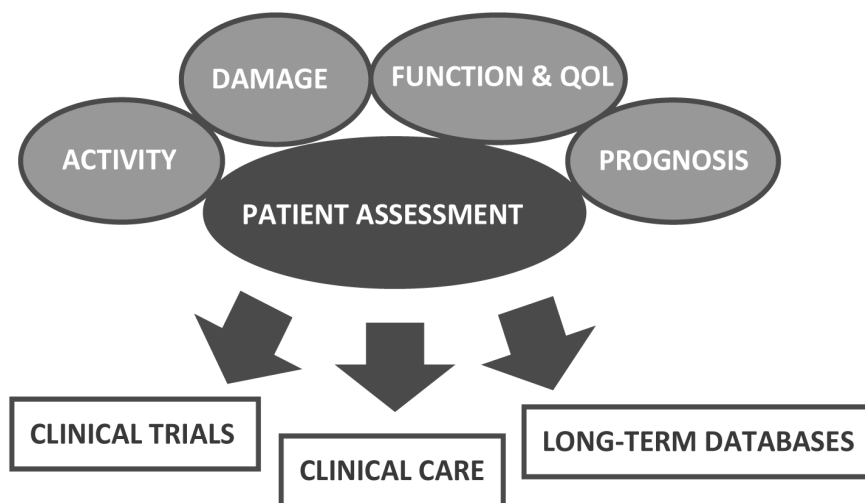 DAMAGE
FUNCTION & QOL
ACTIVITY
PROGNOSIS
PATIENT ASSESSMENT
CLINICAL TRIALS
CLINICAL CARE
LONG-TERM DATABASES